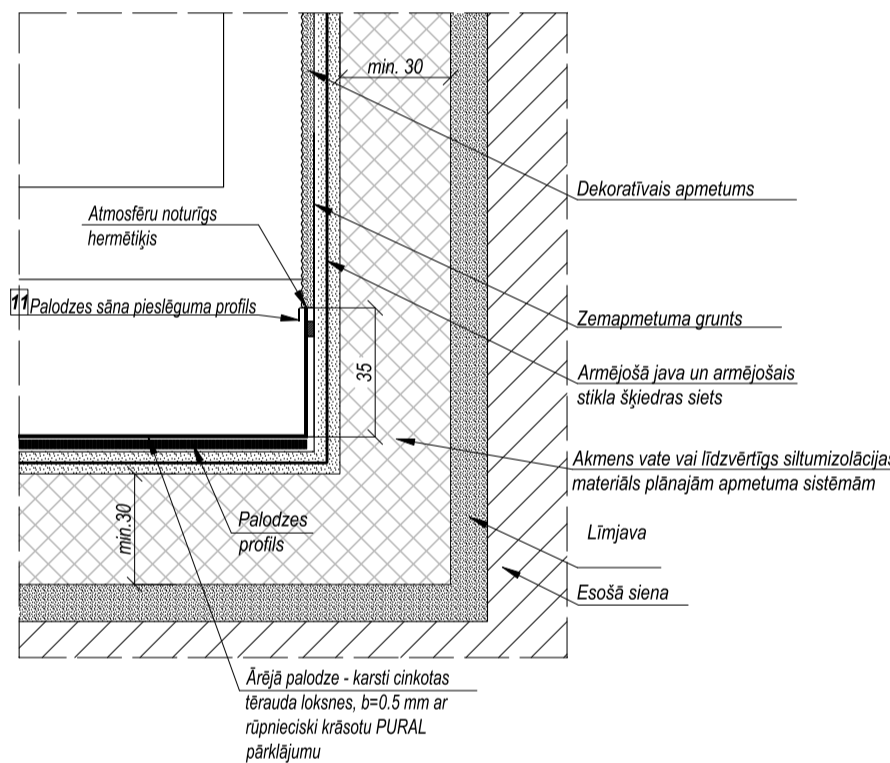 min. 30
Dekoratīvais apmetums
Atmosfēru noturīgs
hermētiķis
11 Palodzes sāna pieslēguma profils
Zemapmetuma grunts
35
Armējošā java un armējošais
stikla šķiedras siets
Akmens vate vai līdzvērtīgs siltumizolācijas
materiāls plānajām apmetuma sistēmām
min.30
Palodzes
profils
Līmjava
Esošā siena
Ārējā palodze - karsti cinkotas
tērauda loksnes, b=0.5 mm ar
rūpnieciski krāsotu PURAL
pārklājumu